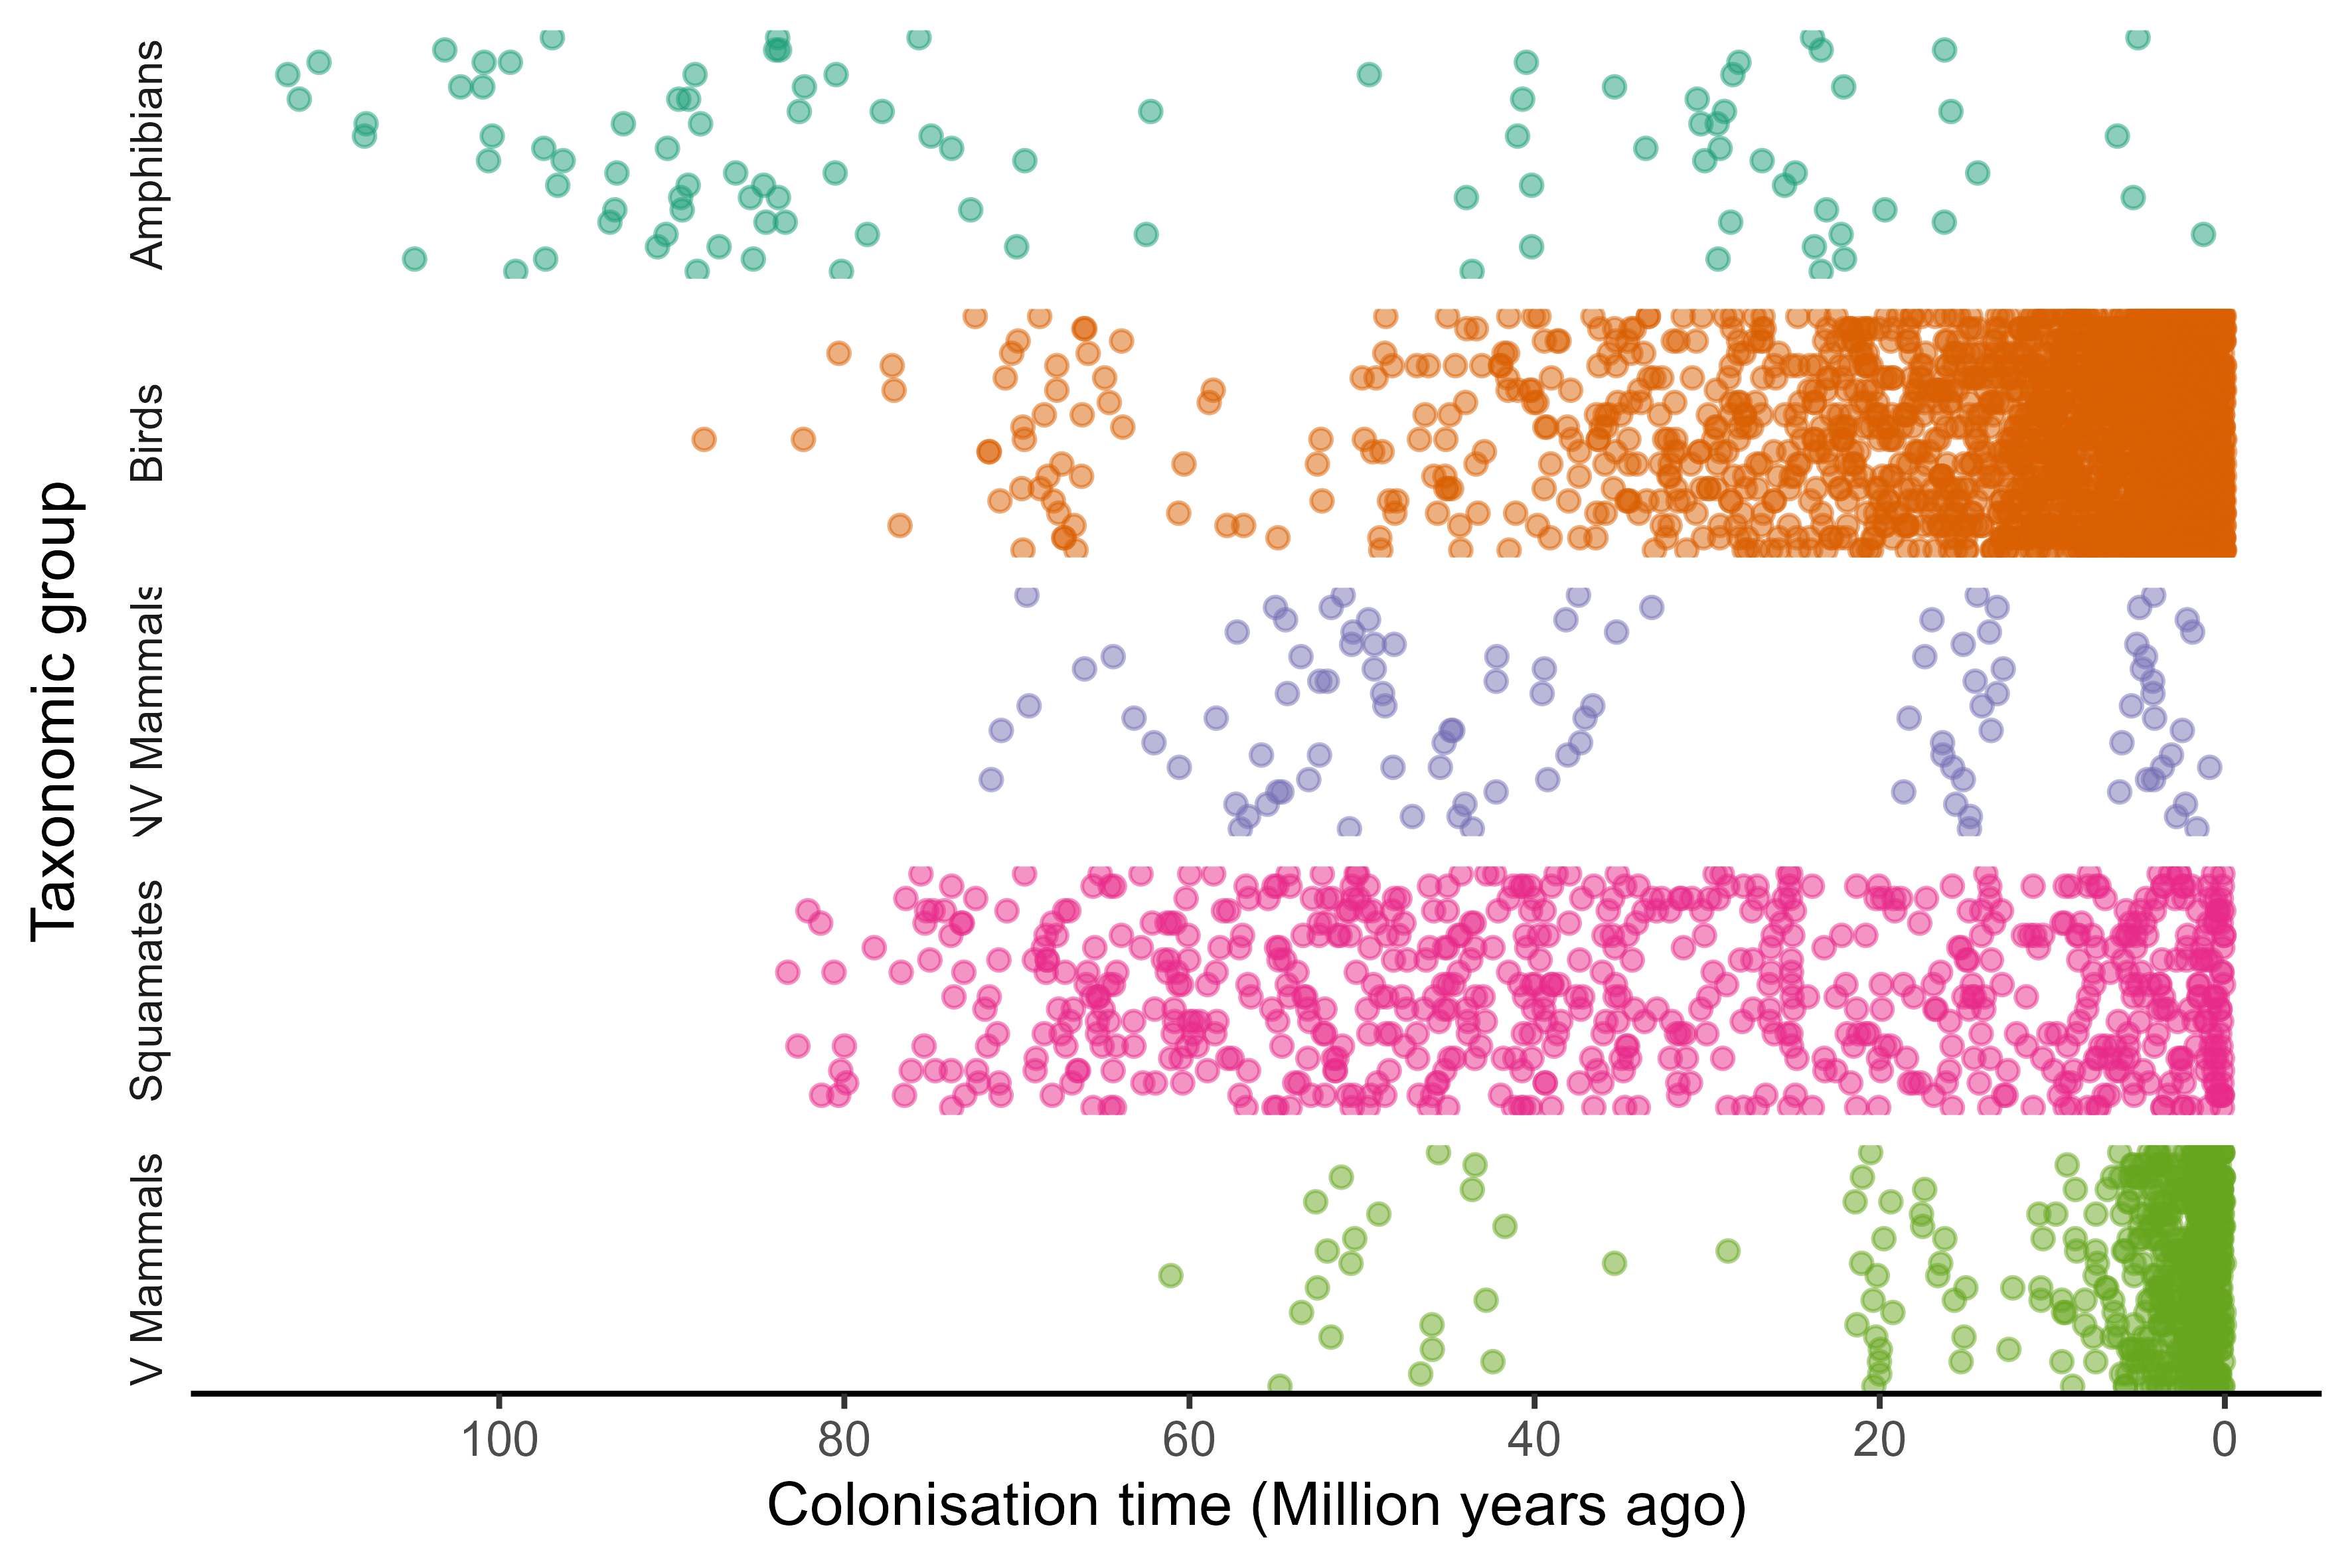 Taxonomic group
Amphibians
Birds
NV Mammals
Squamates
V Mammals
100 80 60 40 20 0
Colonisation time (Million years ago)